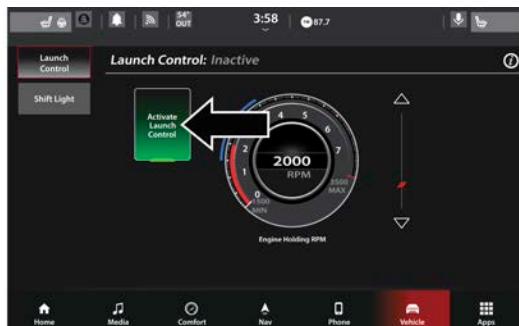 54°
OUT
3:58
FM 87.7
Launch
Control
Launch Control: Inactive
Shift Light
Activate
Launch
Control
4 5
6
7
2
1
0
2000
RPM
1500
MIN
3500
MAX
Engine Holding RPM
Home Media Comfort Nav Phone Vehicle Apps